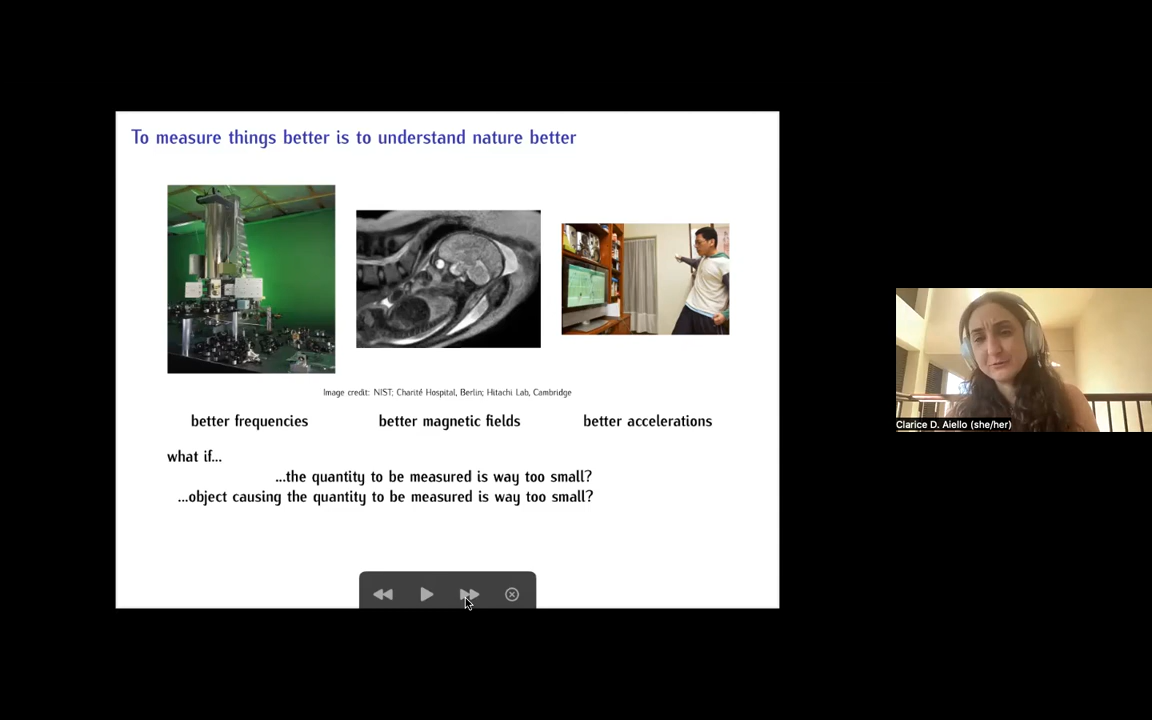 To measure things better is to understand nature better
Image credit: NIST; Charité Hospital, Berlin; Hitachi Lab, Cambridge
better frequencies
better magnetic fields
better accelerations
what if...
...the quantity to be measured is way too small?
...object causing the quantity to be measured is way too small?
Clarice D. Aiello (she/her)